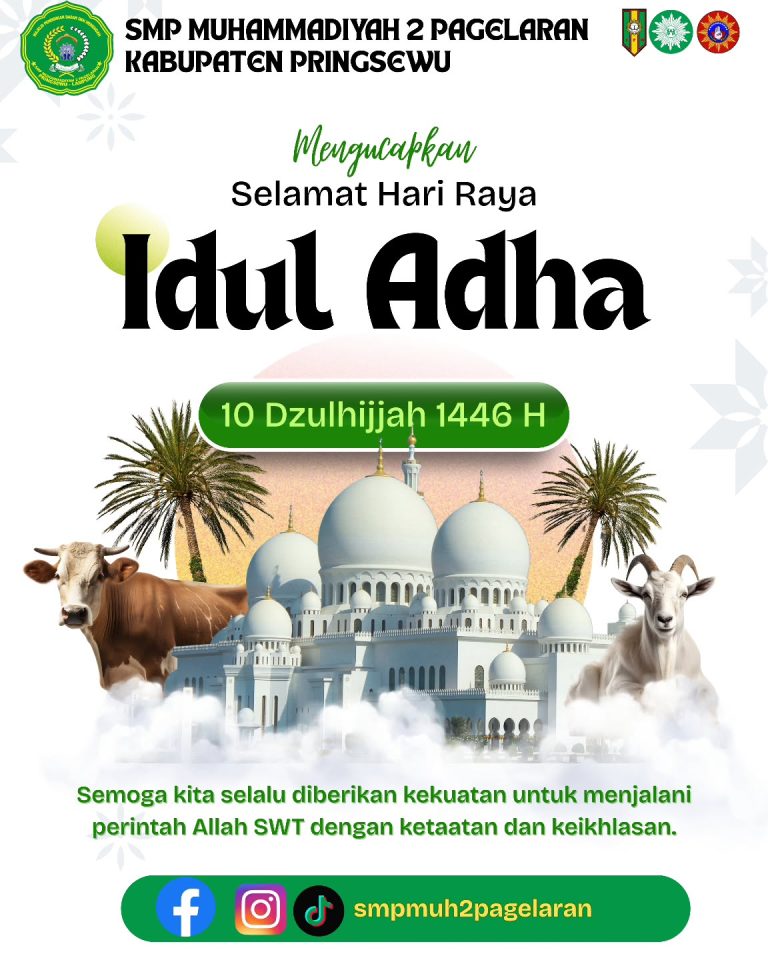 SMP MUHAMMADIYAH 2 PAGELARAN
KABUPATEN PRINGSEWU
Mengucapkan
Selamat Hari Raya
Idul Adha
10 Dzulhijjah 1446 H
Semoga kita selalu diberikan kekuatan untuk menjalani
perintah Allah SWT dengan ketaatan dan keikhlasan.
smpmuh2pagelaran